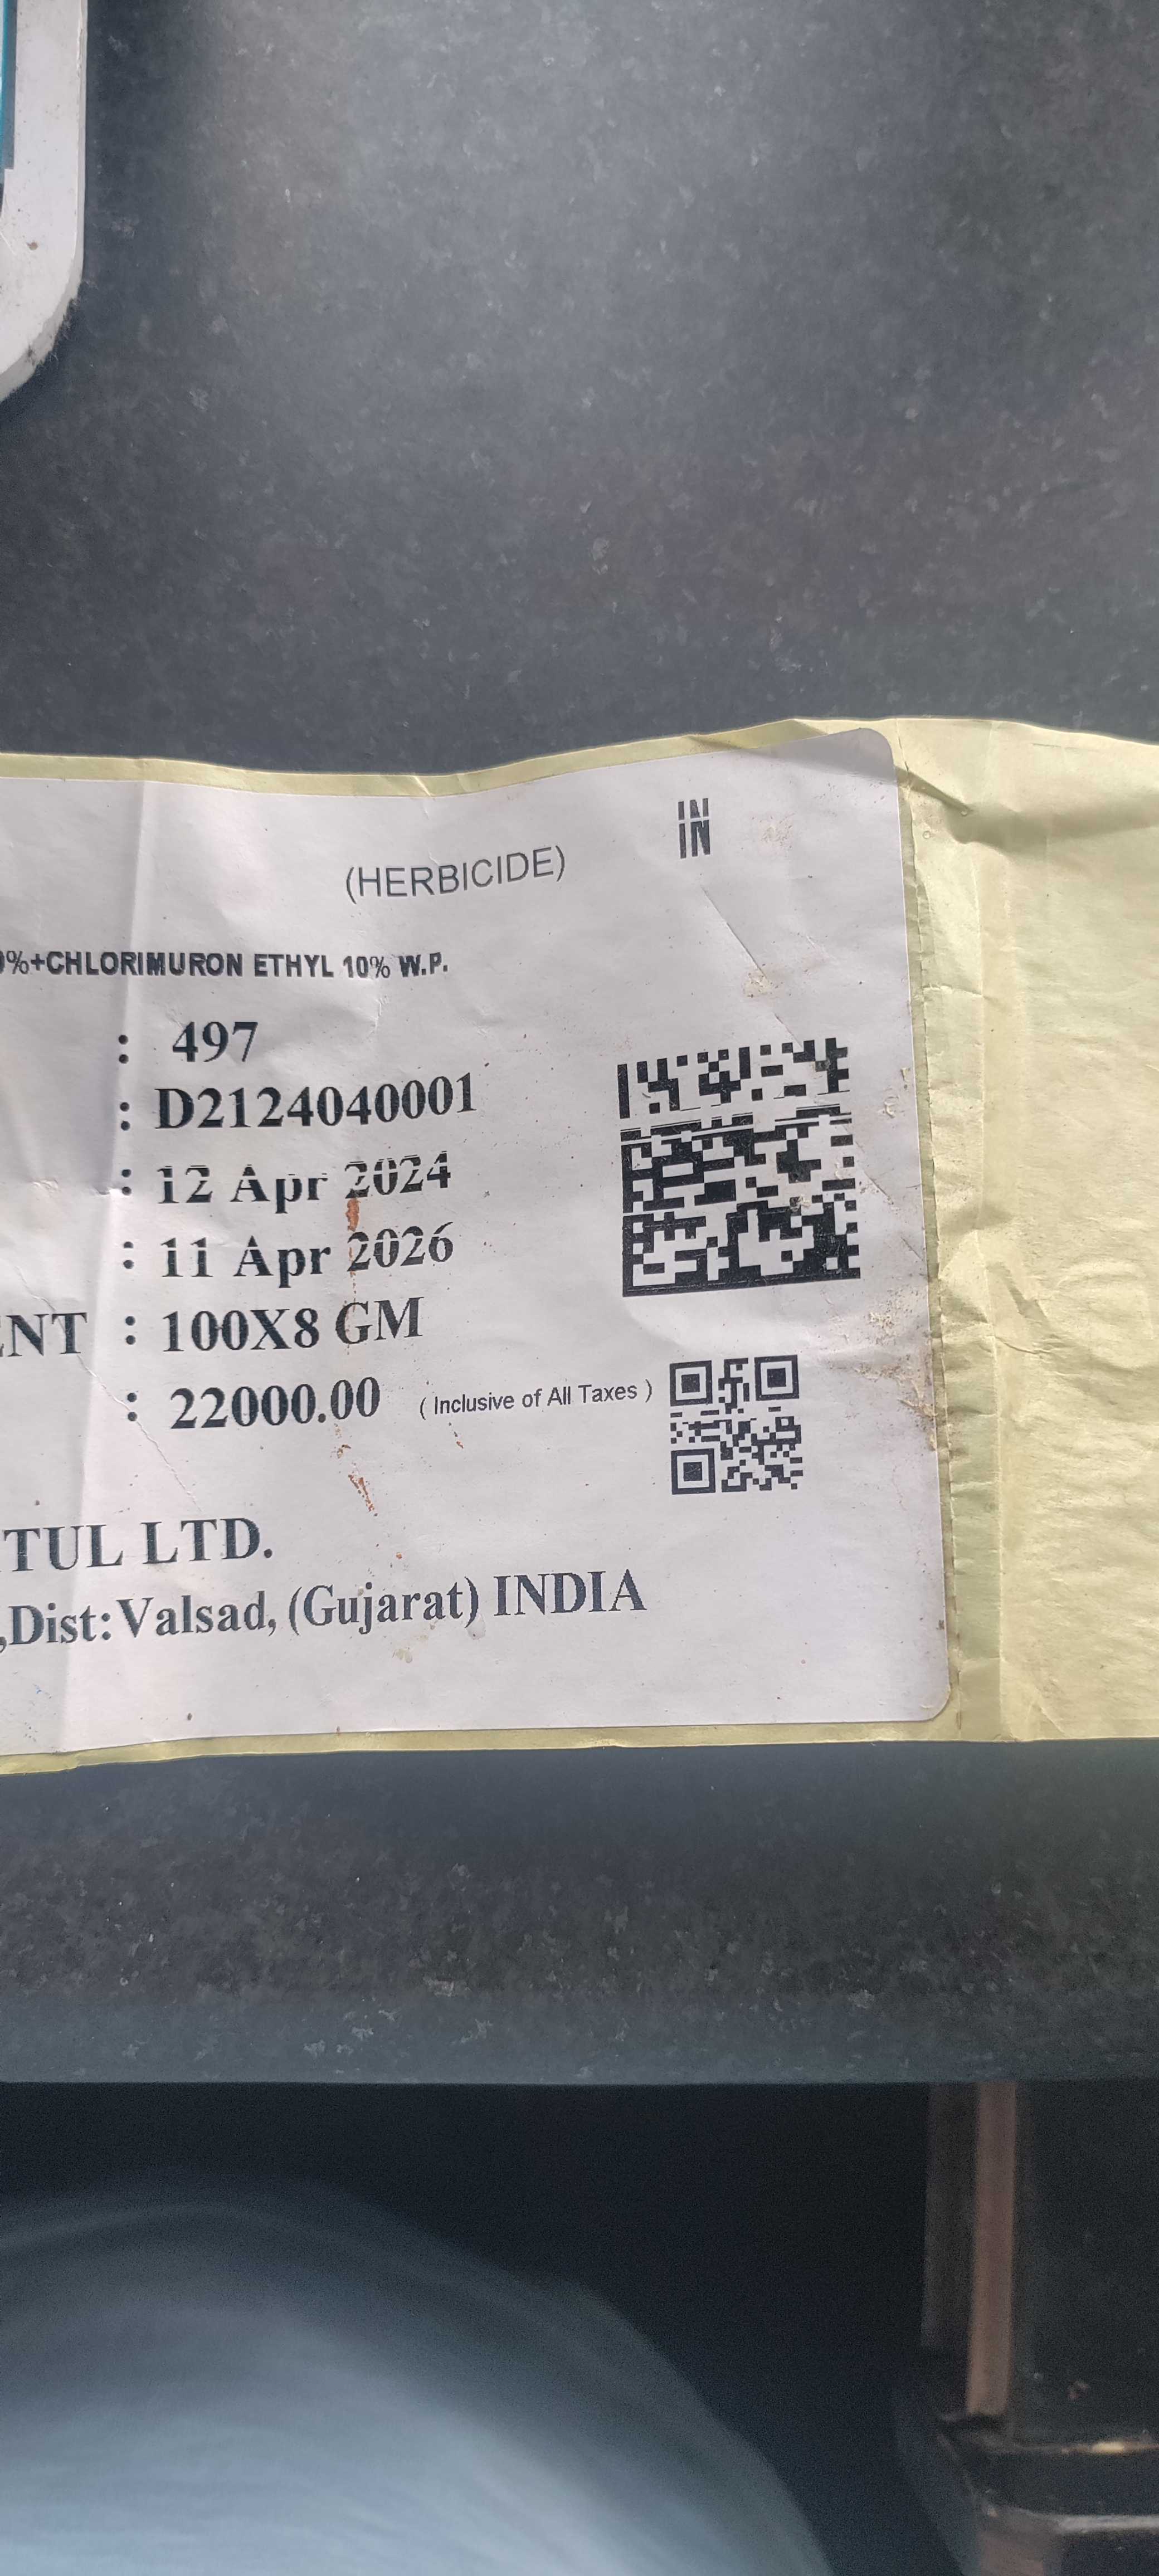 IN
(HERBICIDE)
%+CHLORIMURON ETHYL 10% W.P.
: 497
: D2124040001
: 12 Apr 2024
: 11 Apr 2026
NT : 100X8 GM
: 22000.00 ( Inclusive of All Taxes )
TUL LTD.
,Dist:Valsad, (Gujarat) INDIA